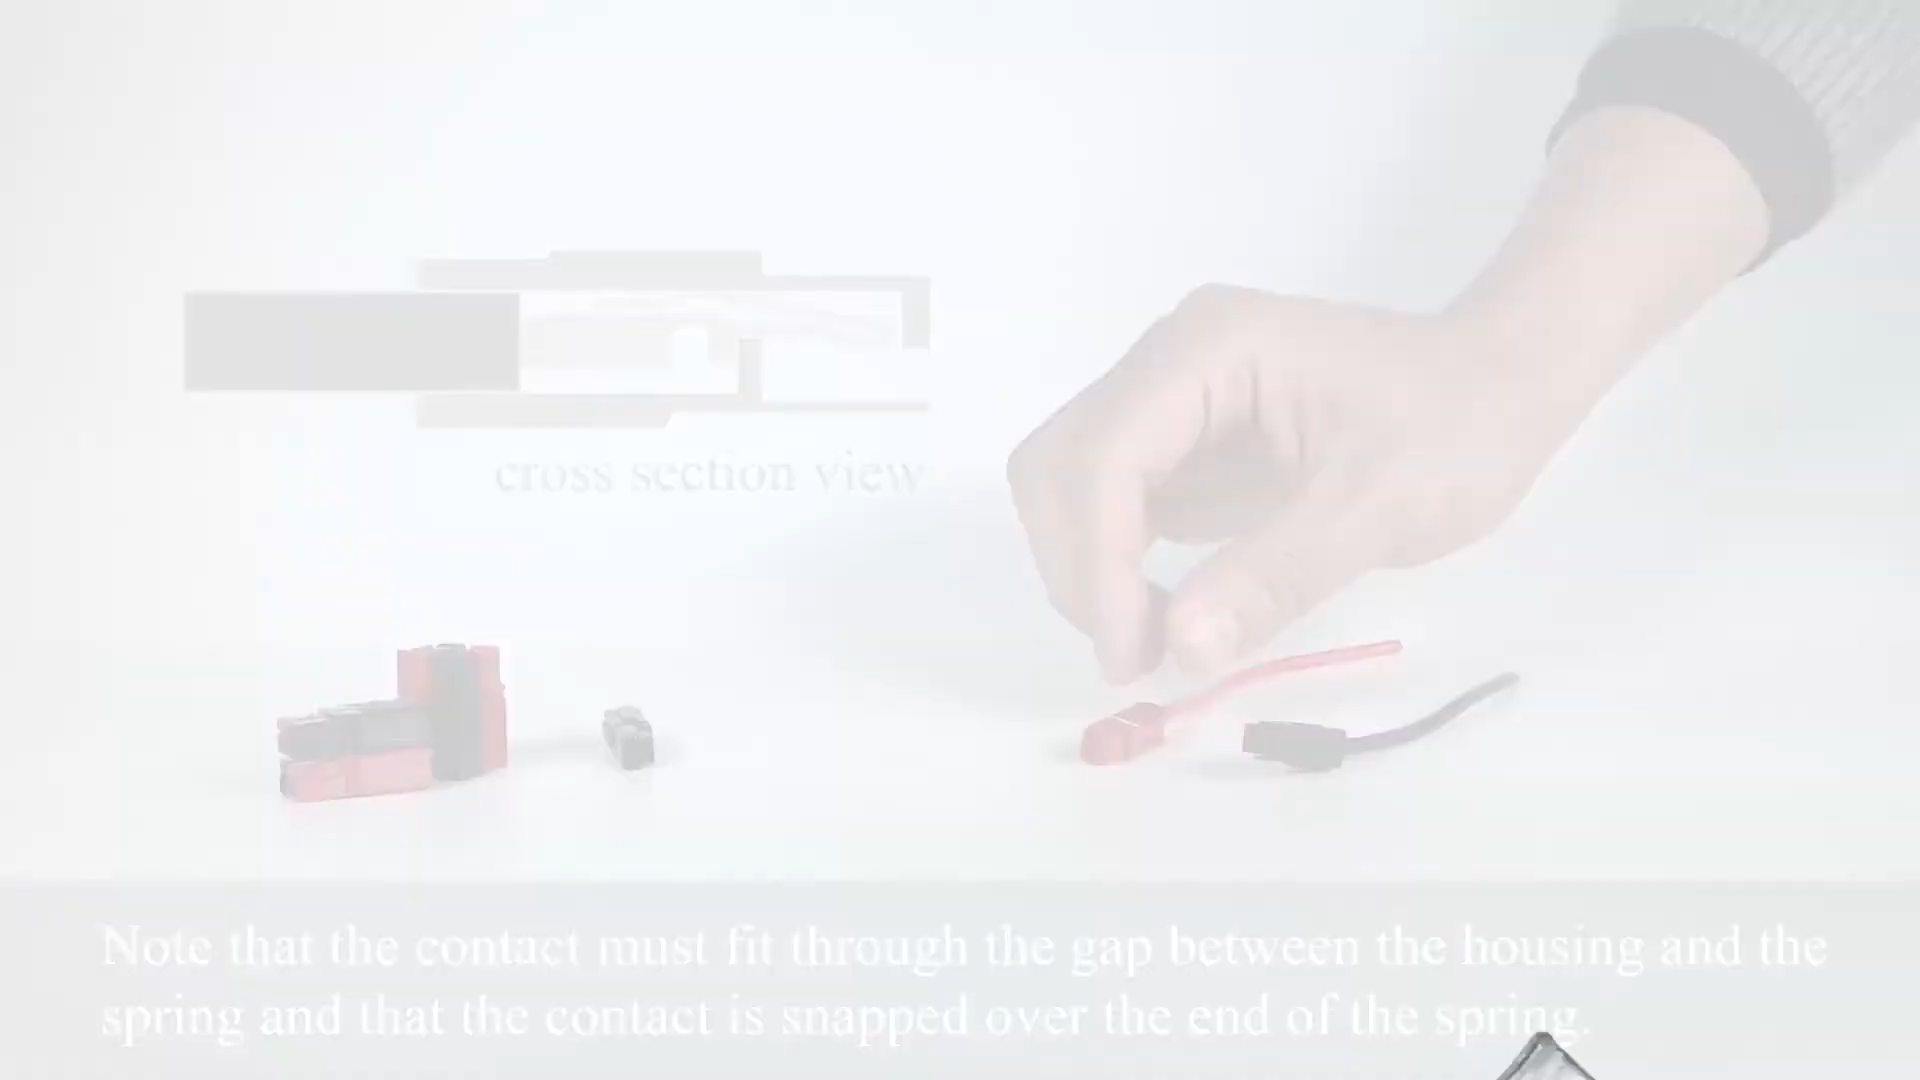 cross section view
Note that the contact must fit through the gap between the housing and the
spring and that the contact is snapped over the end of the spring.